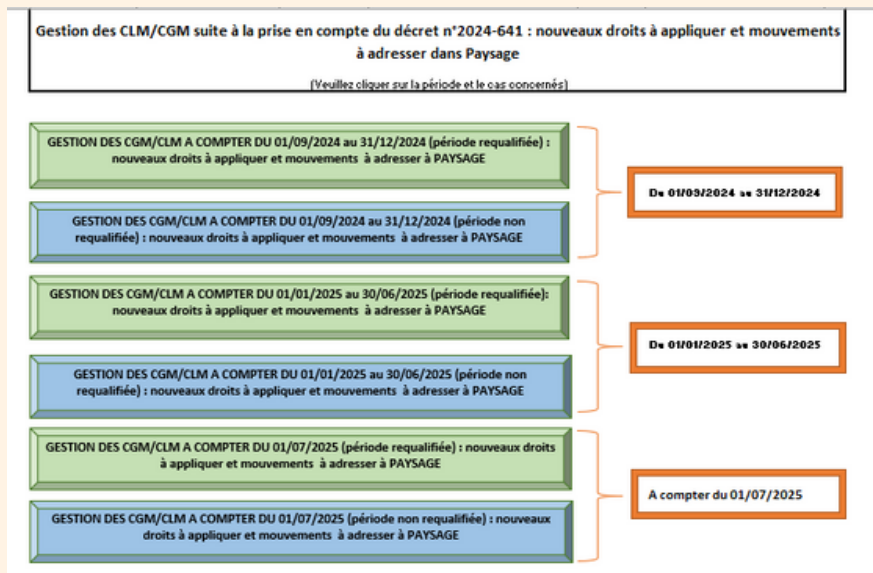 Gestion des CLM/CGM suite à la prise en compte du décret n°2024-641 : nouveaux droits à appliquer et mouvements
à adresser dans Paysage
(Veuillez cliquer sur la période et le cas concernés)
GESTION DES CGM/CLM A COMPTER DU 01/09/2024 au 31/12/2024 (période requalifiée) :
nouveaux droits à appliquer et mouvements à adresser à PAYSAGE
De 01/09/2024 au 31/12/2024
GESTION DES CGM/CLM A COMPTER DU 01/09/2024 au 31/12/2024 (période non
requalifiée) : nouveaux droits à appliquer et mouvements à adresser à PAYSAGE
GESTION DES CGM/CLM A COMPTER DU 01/01/2025 au 30/06/2025 (période requalifiée):
nouveaux droits à appliquer et mouvements à adresser à PAYSAGE
De 01/01/2025 au 30/06/2025
GESTION DES CGM/CLM A COMPTER DU 01/01/2025 au 30/06/2025 (période non
requalifiée) : nouveaux droits à appliquer et mouvements à adresser à PAYSAGE
GESTION DES CGM/CLM A COMPTER DU 01/07/2025 (période requalifiée) : nouveaux droits
à appliquer et mouvements à adresser à PAYSAGE
A compter du 01/07/2025
GESTION DES CGM/CLM A COMPTER DU 01/07/2025 (période non requalifiée) : nouveaux
droits à appliquer et mouvements à adresser à PAYSAGE